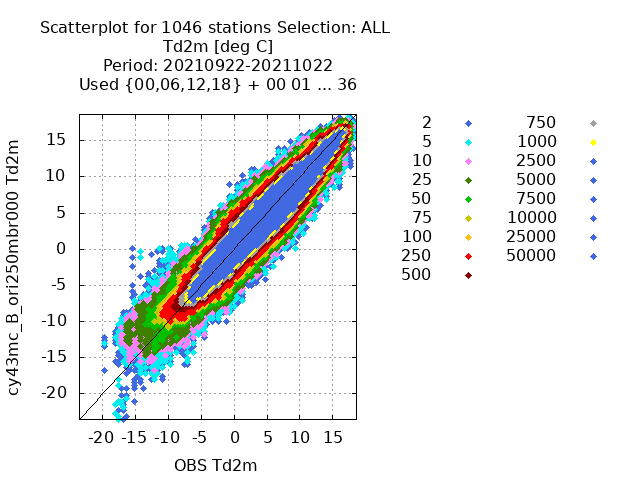 Scatterplot for 1046 stations Selection: ALL
Td2m [deg C]
Period: 20210922-20211022
Used {00,06,12,18} + 00 01 ... 36
cy43mc_B_ori250mbr000 Td2m
15
10
5
0
-5
-10
-15
-20
-20 -15 -10 -5 0 5 10 15
OBS Td2m
2 750
5 1000
10 2500
25 5000
50 7500
75 10000
100 25000
250 50000
500